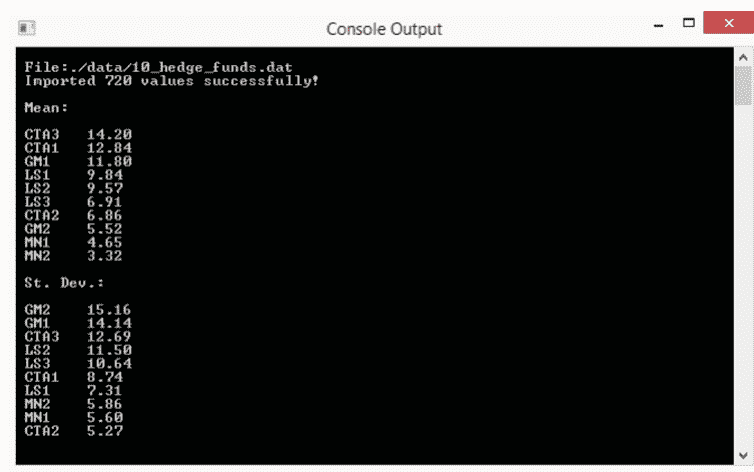 Console Output
File:./data/10_hedge_funds.dat
Imported 720 values successfully!
Mean:
CTA3 14.20
CTA1 12.84
GM1 11.80
LS1 9.84
LS2 9.57
LS3 6.91
CTA2 6.86
GM2 5.52
MN1 4.65
MN2 3.32
St. Dev.:
GM2 15.16
GM1 14.14
CTA3 12.69
LS2 11.50
LS3 10.64
CTA1 8.74
LS1 7.31
MN2 5.86
MN1 5.60
CTA2 5.27